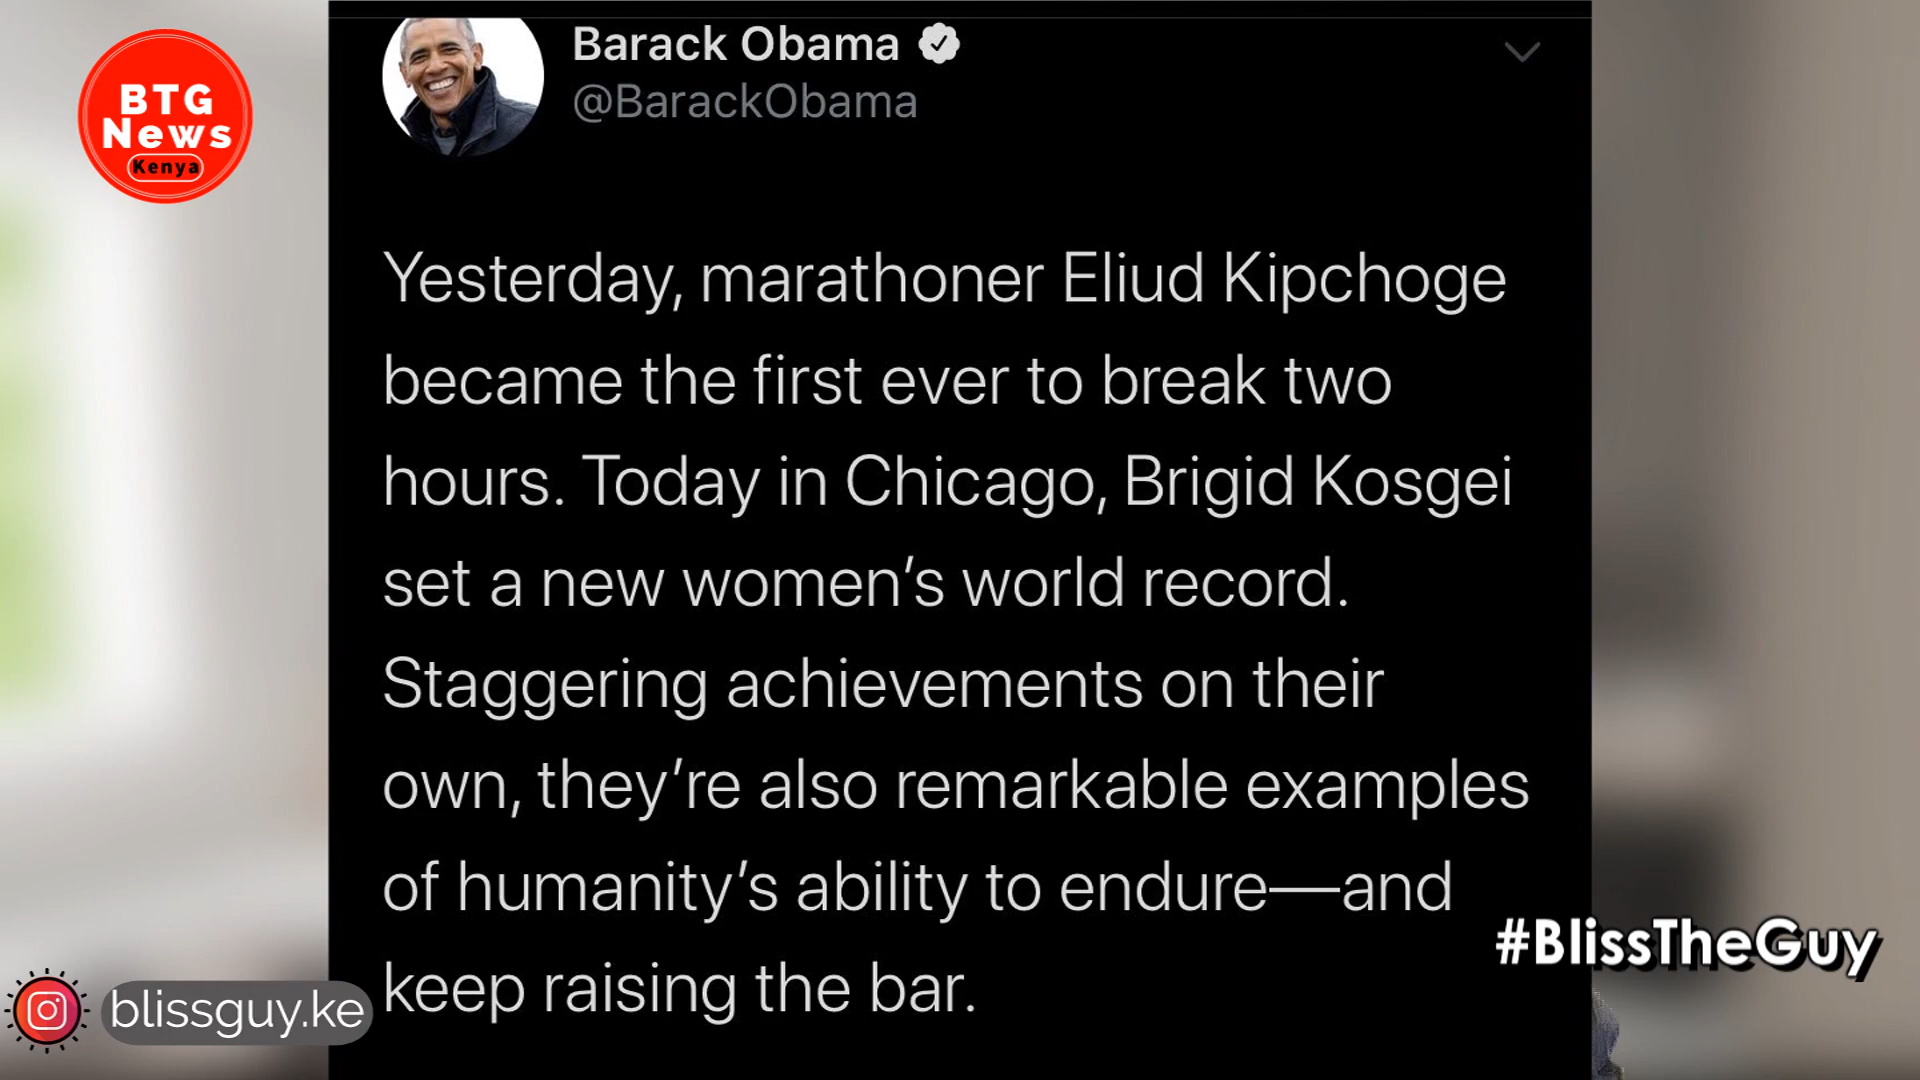 BTG
News
Kenya
Barack Obama
@BarackObama
Yesterday, marathoner Eliud Kipchoge
became the first ever to break two
hours. Today in Chicago, Brigid Kosgei
set a new women’s world record.
Staggering achievements on their
own, they’re also remarkable examples
of humanity’s ability to endure—and
keep raising the bar.
#BlissTheGuy
blissguy.ke